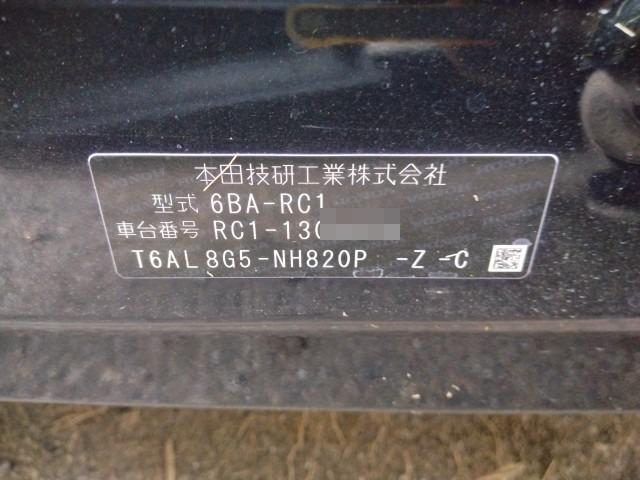 本田技研工業株式会社
型式 6BA-RC1
車台番号 RC1-130
T6AL 8G5-NH820P -Z -C